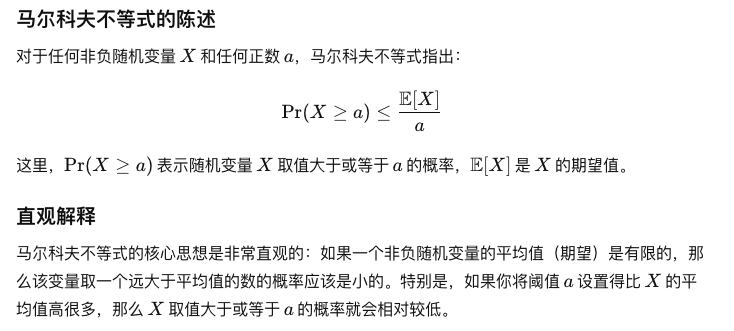 马尔科夫不等式的陈述
对于任何非负随机变量 X 和任何正数 a，马尔科夫不等式指出：
Pr(X ≥ a) ≤ 𝔼[X] / a
这里，Pr(X ≥ a) 表示随机变量 X 取值大于或等于 a 的概率，𝔼[X] 是 X 的期望值。
直观解释
马尔科夫不等式的核心思想是非常直观的：如果一个非负随机变量的平均值（期望）是有限的，那
么该变量取一个远大于平均值的数的概率应该是小的。特别是，如果你将阈值 a 设置得比 X 的平
均值高很多，那么 X 取值大于或等于 a 的概率就会相对较低。